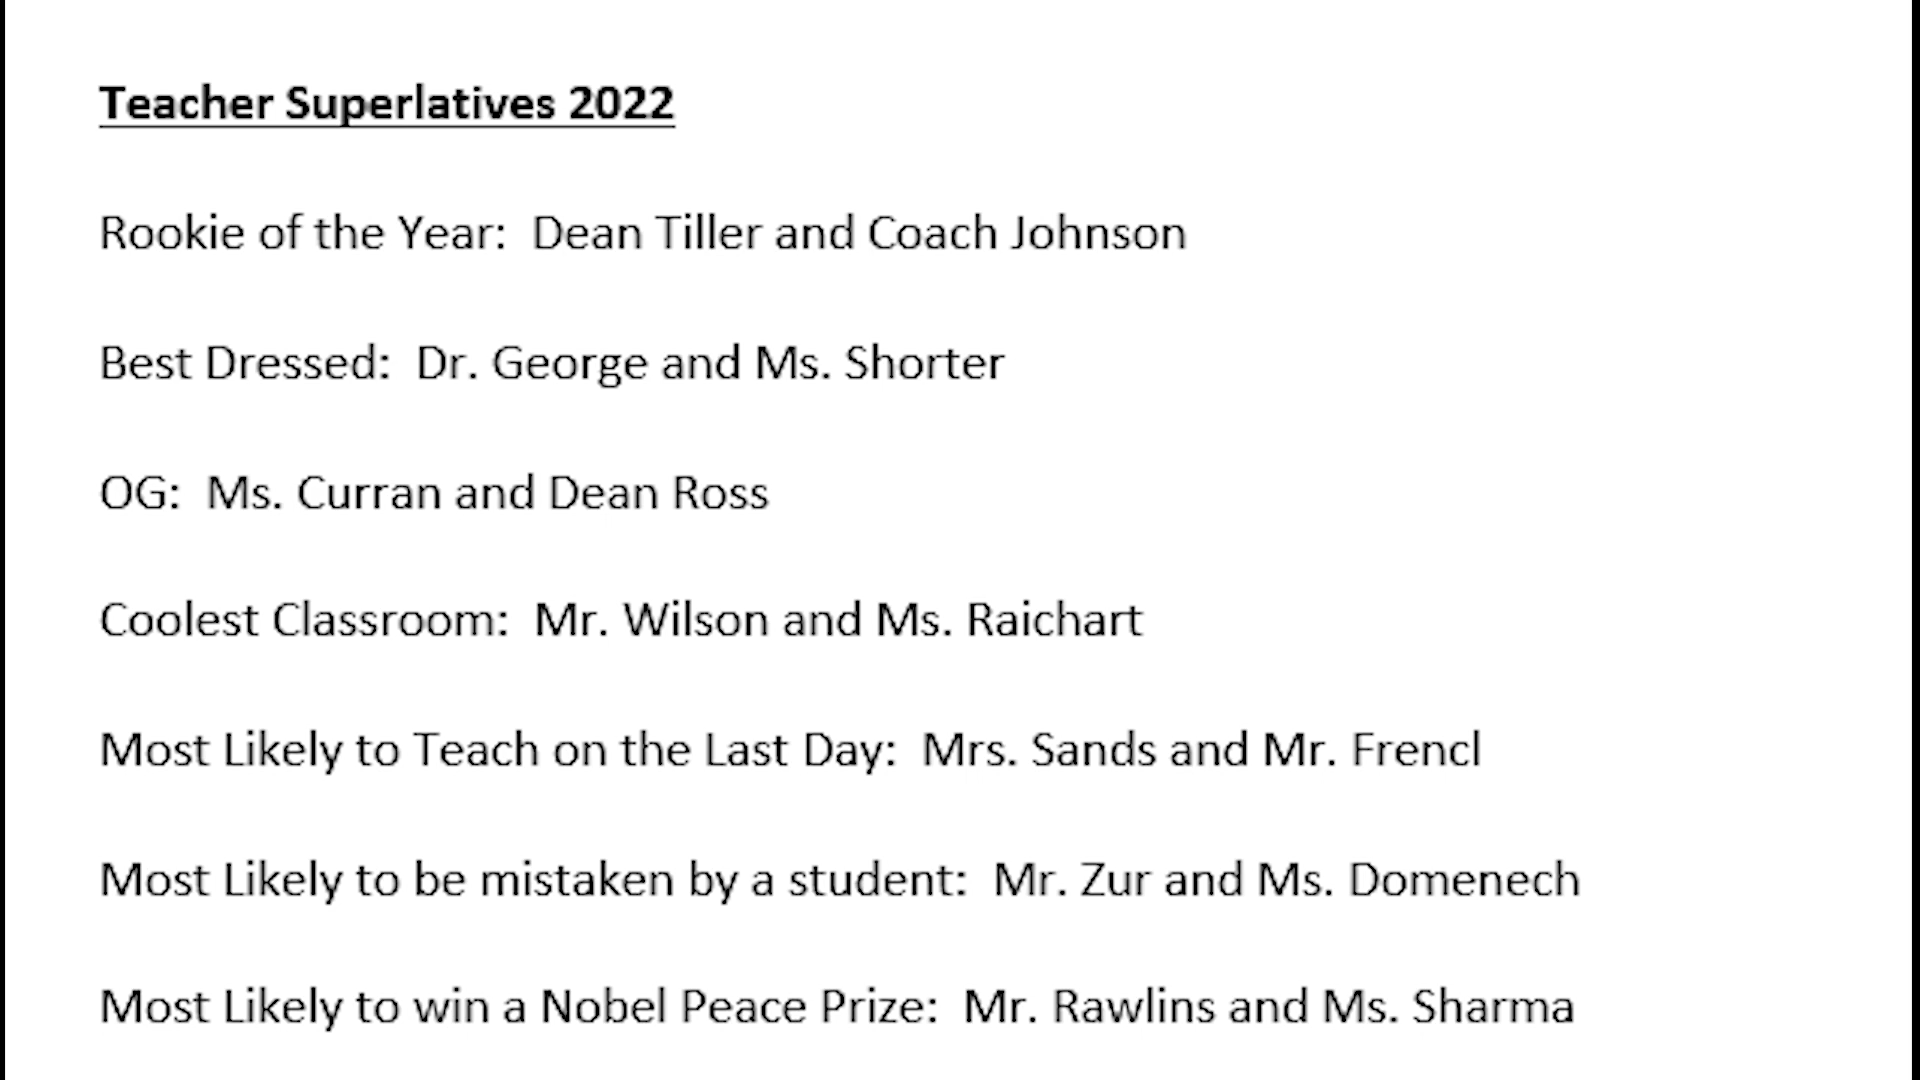 Teacher Superlatives 2022
Rookie of the Year:  Dean Tiller and Coach Johnson
Best Dressed:  Dr. George and Ms. Shorter
OG:  Ms. Curran and Dean Ross
Coolest Classroom:  Mr. Wilson and Ms. Raichart
Most Likely to Teach on the Last Day:  Mrs. Sands and Mr. Frencl
Most Likely to be mistaken by a student:  Mr. Zur and Ms. Domenech
Most Likely to win a Nobel Peace Prize:  Mr. Rawlins and Ms. Sharma